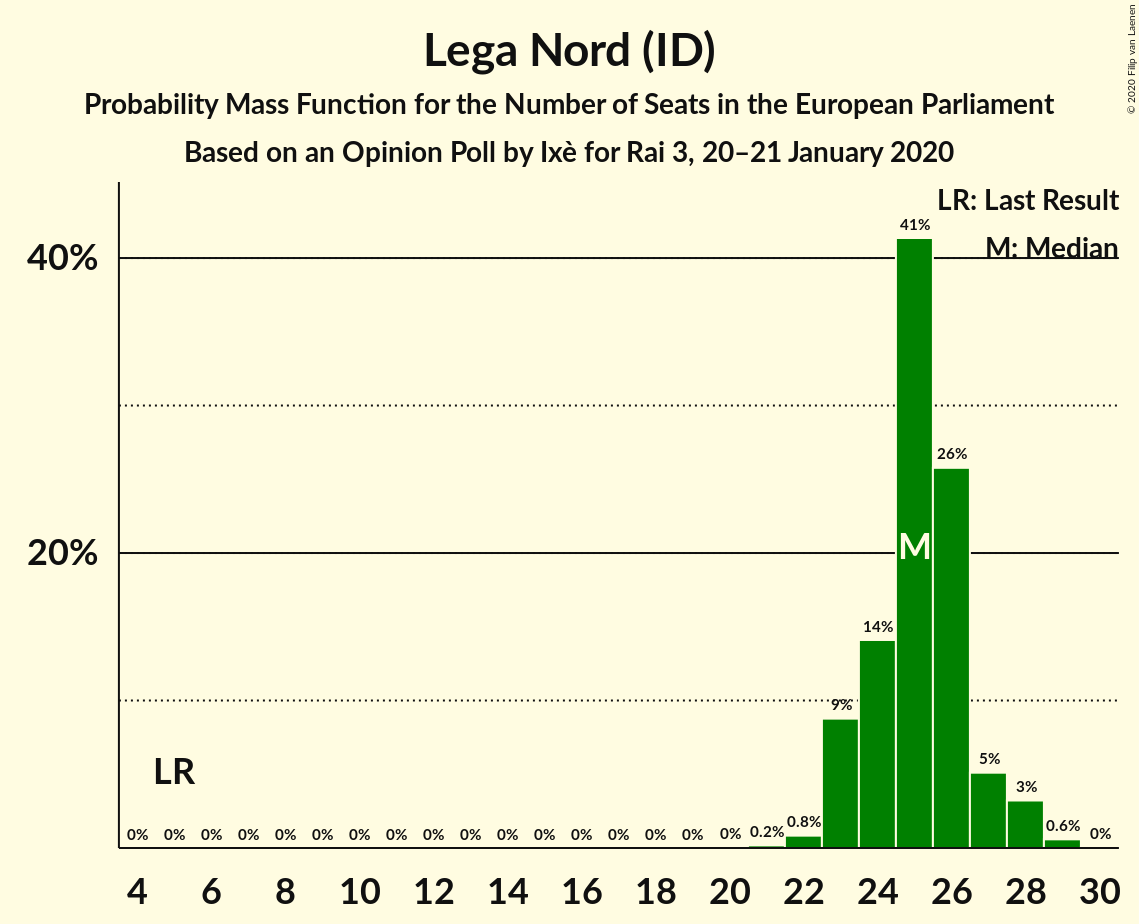 Lega Nord (ID)
Probability Mass Function for the Number of Seats in the European Parliament
Based on an Opinion Poll by Ixè for Rai 3, 20–21 January 2020
© 2020 Filip van Laenen
LR: Last Result
M: Median
40%
20%
41%
26%
M
14%
9%
LR
5%
3%
0% 0% 0% 0% 0% 0% 0% 0% 0% 0% 0% 0% 0% 0% 0% 0% 0% 0.2% 0.8% 0.6% 0%
4 6 8 10 12 14 16 18 20 22 24 26 28 30